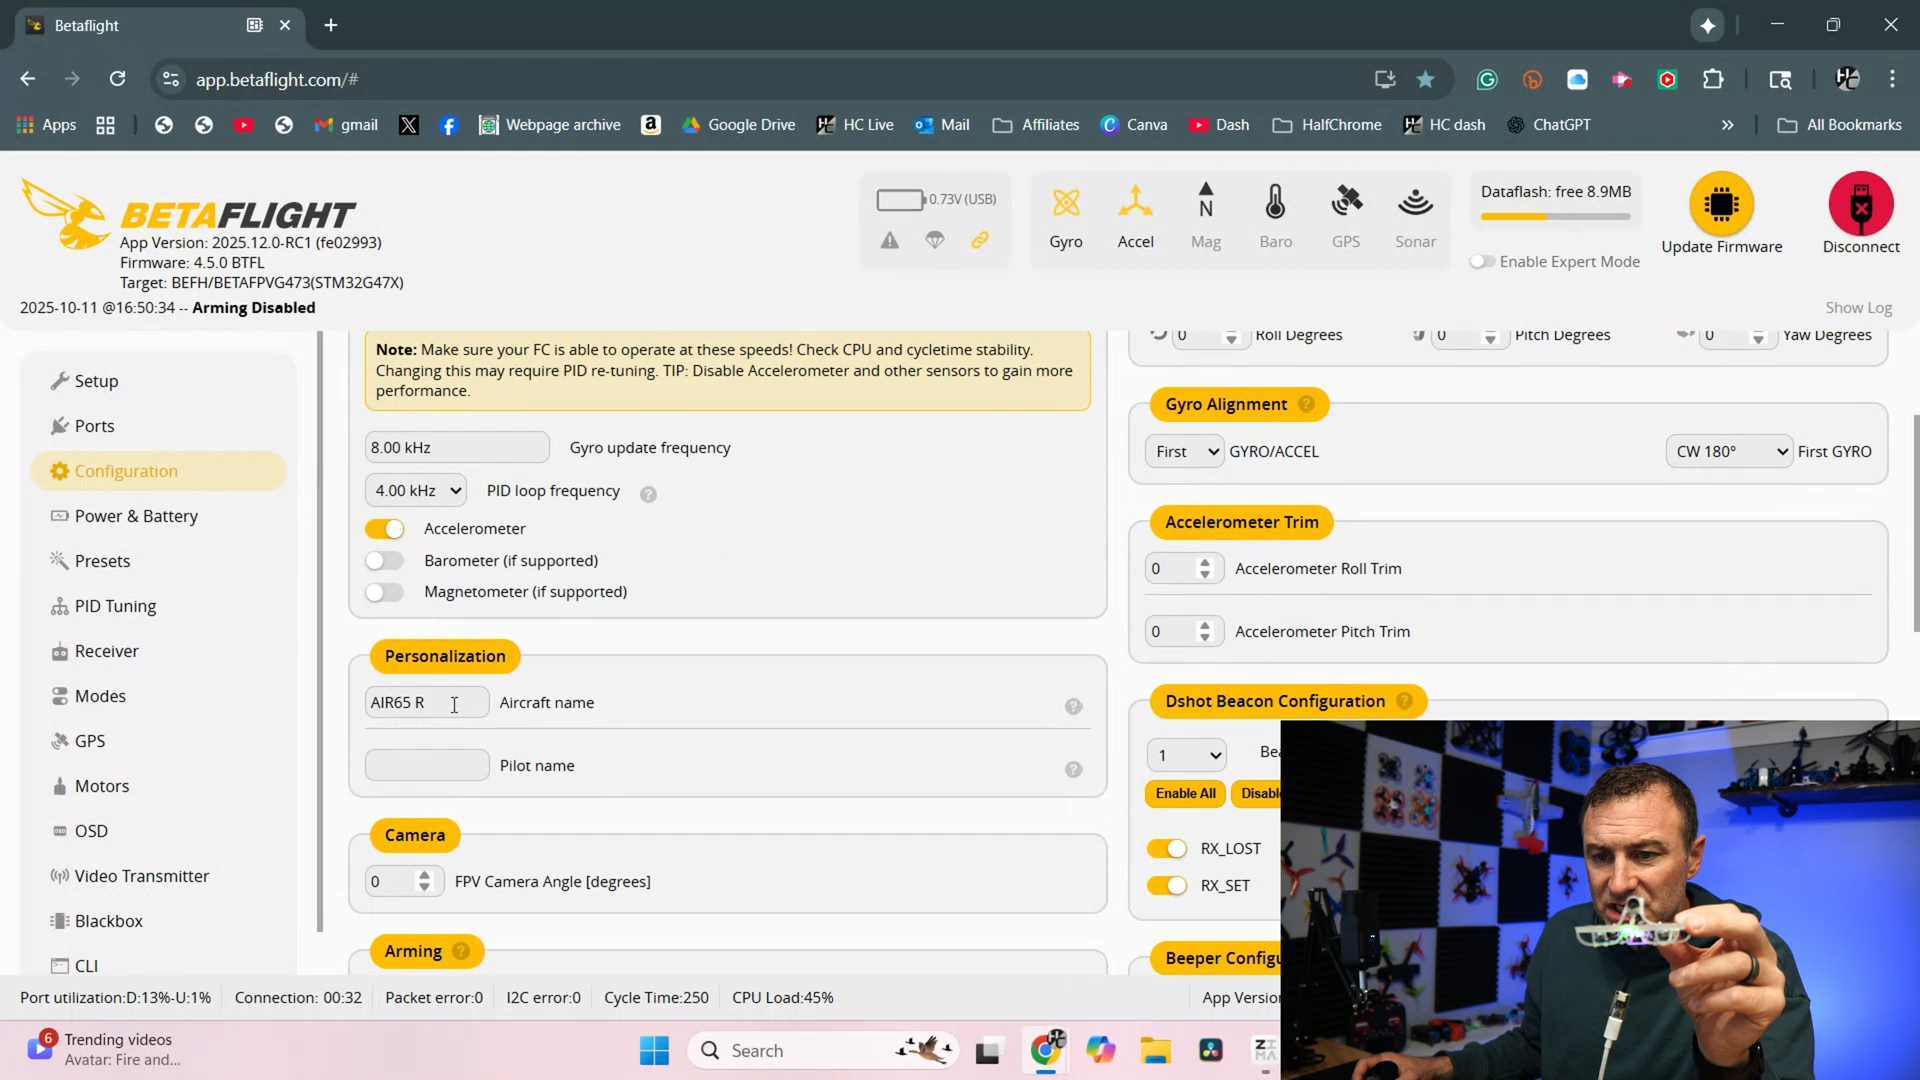 Betaflight
app.betaflight.com/#
Apps
gmail
Webpage archive
Google Drive
HC Live
Mail
Affiliates
Canva
Dash
HalfChrome
HC dash
ChatGPT
All Bookmarks
BETAFLIGHT
App Version: 2025.12.0-RC1 (fe02993)
Firmware: 4.5.0 BTFL
Target: BEFH/BETAFPVG473(STM32G47X)
2025-10-11 @16:50:34 -- Arming Disabled
0.73V (USB)
Gyro
Accel
N
Mag
Baro
GPS
Sonar
Dataflash: free 8.9MB
Enable Expert Mode
Update Firmware
Disconnect
Show Log
Setup
Ports
Configuration
Power & Battery
Presets
PID Tuning
Receiver
Modes
GPS
Motors
OSD
Video Transmitter
Blackbox
CLI
Note: Make sure your FC is able to operate at these speeds! Check CPU and cycletime stability.
Changing this may require PID re-tuning. TIP: Disable Accelerometer and other sensors to gain more
performance.
8.00 kHz Gyro update frequency
4.00 kHz PID loop frequency ?
Accelerometer
Barometer (if supported)
Magnetometer (if supported)
Personalization
AIR65 R Aircraft name ?
Pilot name ?
Camera
0 FPV Camera Angle [degrees]
Arming ?
0 Roll Degrees 0 Pitch Degrees 0 Yaw Degrees
Gyro Alignment ?
First GYRO/ACCEL CW 180° First GYRO
Accelerometer Trim
0 Accelerometer Roll Trim
0 Accelerometer Pitch Trim
Dshot Beacon Configuration ?
1 Bea
Enable All Disabl
RX_LOST
RX_SET
Beeper Configu
Port utilization:D:13%-U:1% Connection: 00:32 Packet error:0 I2C error:0 Cycle Time:250 CPU Load:45% App Versio
6
Trending videos
Avatar: Fire and...
Search